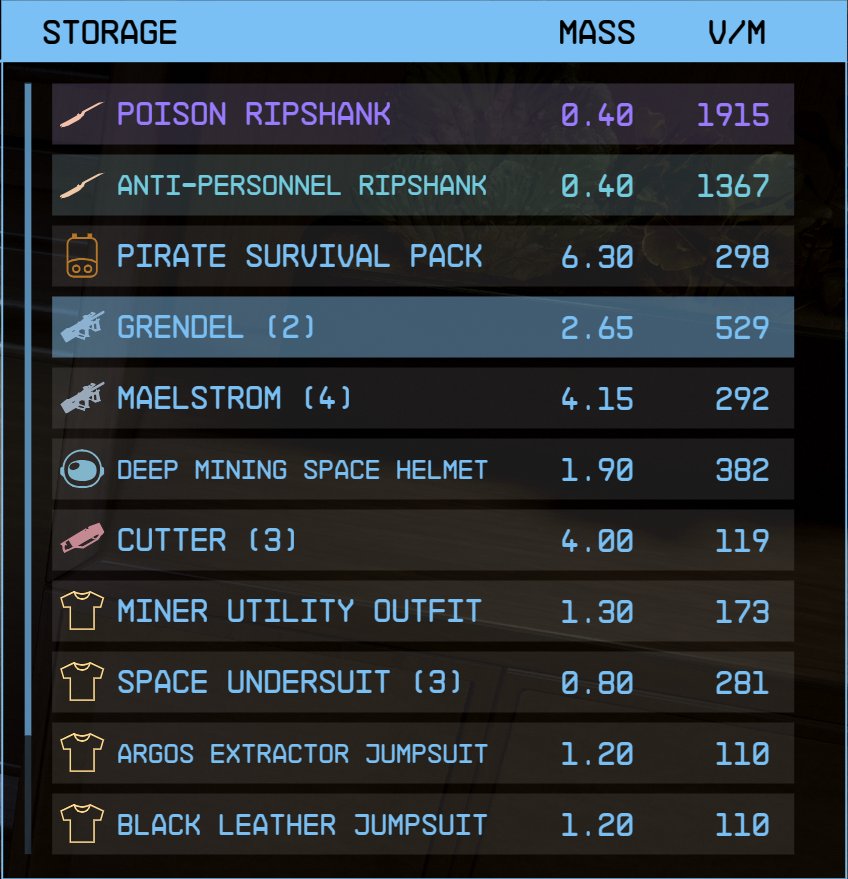 STORAGE MASS V/M
POISON RIPSHANK 0.40 1915
ANTI-PERSONNEL RIPSHANK 0.40 1367
PIRATE SURVIVAL PACK 6.30 298
GRENDEL (2) 2.65 529
MAELSTROM (4) 4.15 292
DEEP MINING SPACE HELMET 1.90 382
CUTTER (3) 4.00 119
MINER UTILITY OUTFIT 1.30 173
SPACE UNDERSUIT (3) 0.80 281
ARGOS EXTRACTOR JUMPSUIT 1.20 110
BLACK LEATHER JUMPSUIT 1.20 110